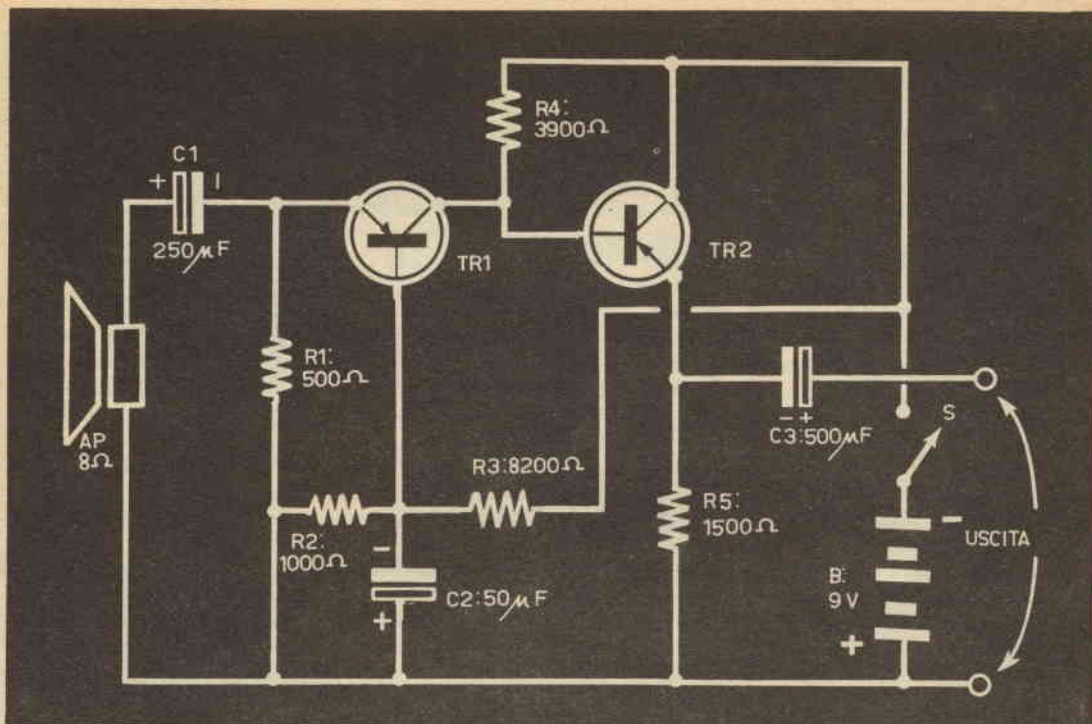 C1
+
-
250μF
AP
8Ω
R1:
500Ω
R2:
1000Ω
TR1
R4:
3900Ω
TR2
R3:8200Ω
-
C2:50μF
+
- +
C3:500μF
R5:
1500Ω
S
-
USCITA
B:
9V
+